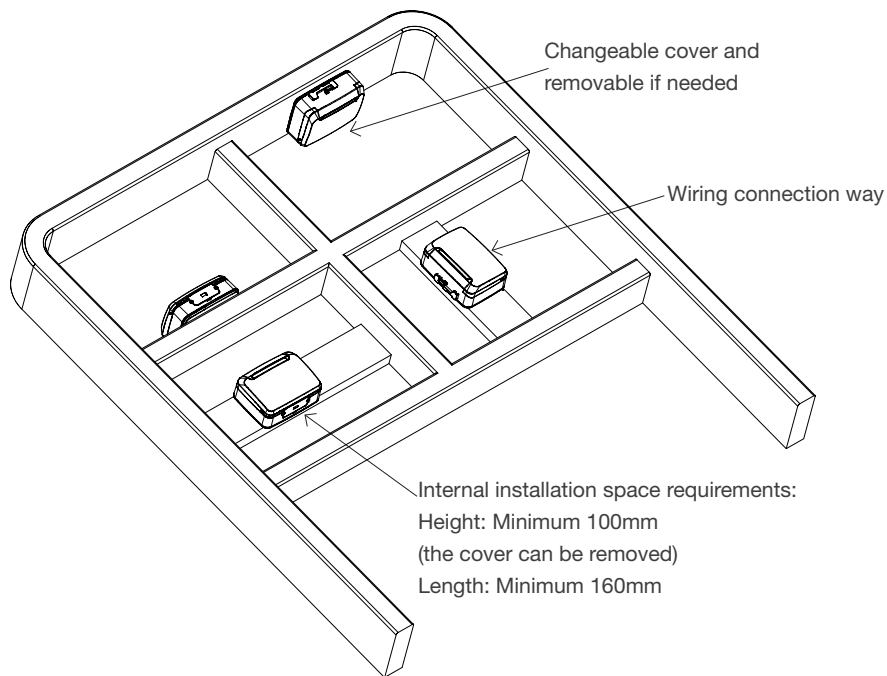 Changeable cover and
removable if needed
Wiring connection way
Internal installation space requirements:
Height: Minimum 100mm
(the cover can be removed)
Length: Minimum 160mm